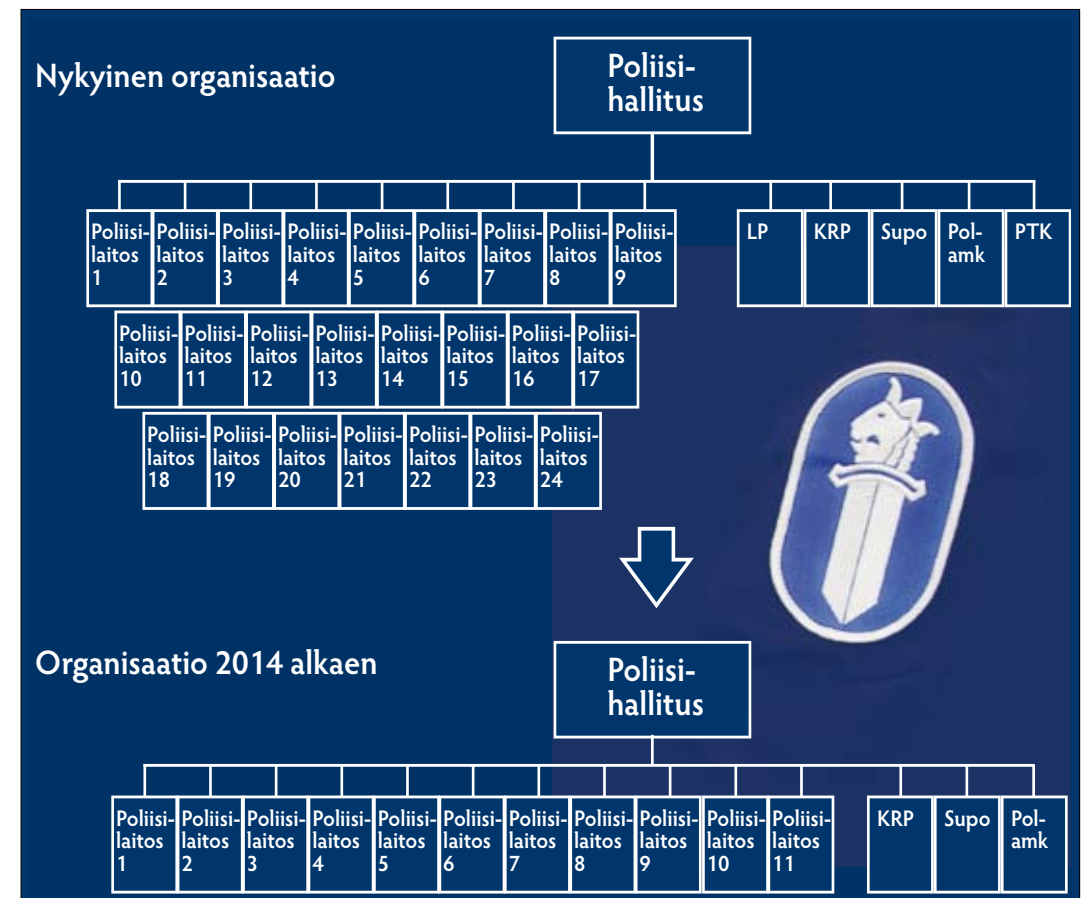 Nykyinen organisaatio
Poliisi-
hallitus
Poliisi-
laitos
1
Poliisi-
laitos
2
Poliisi-
laitos
3
Poliisi-
laitos
4
Poliisi-
laitos
5
Poliisi-
laitos
6
Poliisi-
laitos
7
Poliisi-
laitos
8
Poliisi-
laitos
9
LP
KRP
Supo
Pol-
amk
PTK
Poliisi-
laitos
10
Poliisi-
laitos
11
Poliisi-
laitos
12
Poliisi-
laitos
13
Poliisi-
laitos
14
Poliisi-
laitos
15
Poliisi-
laitos
16
Poliisi-
laitos
17
Poliisi-
laitos
18
Poliisi-
laitos
19
Poliisi-
laitos
20
Poliisi-
laitos
21
Poliisi-
laitos
22
Poliisi-
laitos
23
Poliisi-
laitos
24
Organisaatio 2014 alkaen
Poliisi-
hallitus
Poliisi-
laitos
1
Poliisi-
laitos
2
Poliisi-
laitos
3
Poliisi-
laitos
4
Poliisi-
laitos
5
Poliisi-
laitos
6
Poliisi-
laitos
7
Poliisi-
laitos
8
Poliisi-
laitos
9
Poliisi-
laitos
10
Poliisi-
laitos
11
KRP
Supo
Pol-
amk